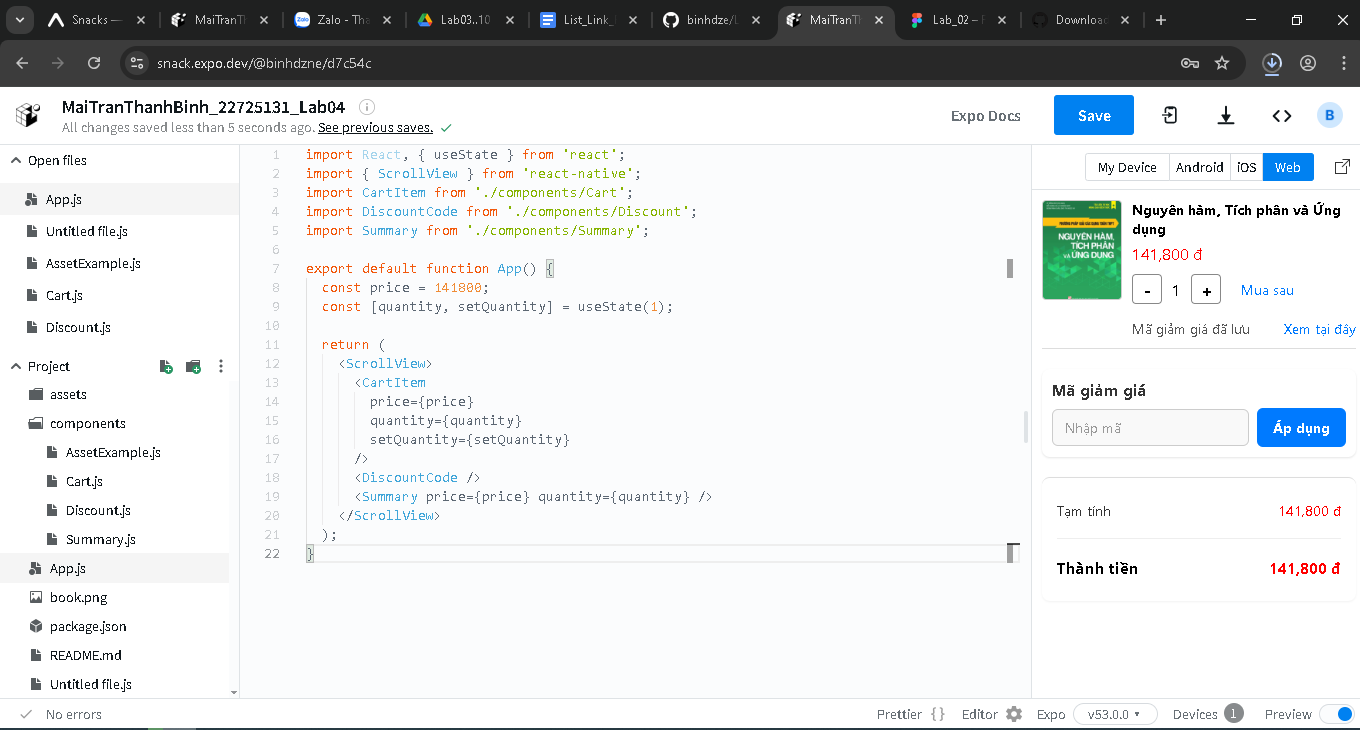 Snacks —
MaiTranTh
Zalo - Tha
Lab03..10
List_Link_
binhdze/L
MaiTranTh
Lab_02 – F
Download
snack.expo.dev/@binhdzne/d7c54c
MaiTranThanhBinh_22725131_Lab04
All changes saved less than 5 seconds ago. See previous saves.
Expo Docs
Save
B
Open files
App.js
Untitled file.js
AssetExample.js
Cart.js
Discount.js
Project
assets
components
AssetExample.js
Cart.js
Discount.js
Summary.js
App.js
book.png
package.json
README.md
Untitled file.js
1 import React, { useState } from 'react';
2 import { ScrollView } from 'react-native';
3 import CartItem from './components/Cart';
4 import DiscountCode from './components/Discount';
5 import Summary from './components/Summary';
6
7 export default function App() {
8 const price = 141800;
9 const [quantity, setQuantity] = useState(1);
10
11 return (
12 <ScrollView>
13 <CartItem
14 price={price}
15 quantity={quantity}
16 setQuantity={setQuantity}
17 />
18 <DiscountCode />
19 <Summary price={price} quantity={quantity} />
20 </ScrollView>
21 );
22 }
My Device
Android
iOS
Web
NGUYÊN HÀM,
TÍCH PHÂN
VÀ ỨNG DỤNG
Nguyên hàm, Tích phân và Ứng
dụng
141,800 đ
- 1 + Mua sau
Mã giảm giá đã lưu Xem tại đây
Mã giảm giá
Nhập mã
Áp dụng
Tạm tính 141,800 đ
Thành tiền 141,800 đ
No errors
Prettier { }
Editor
Expo
v53.0.0
Devices 1
Preview